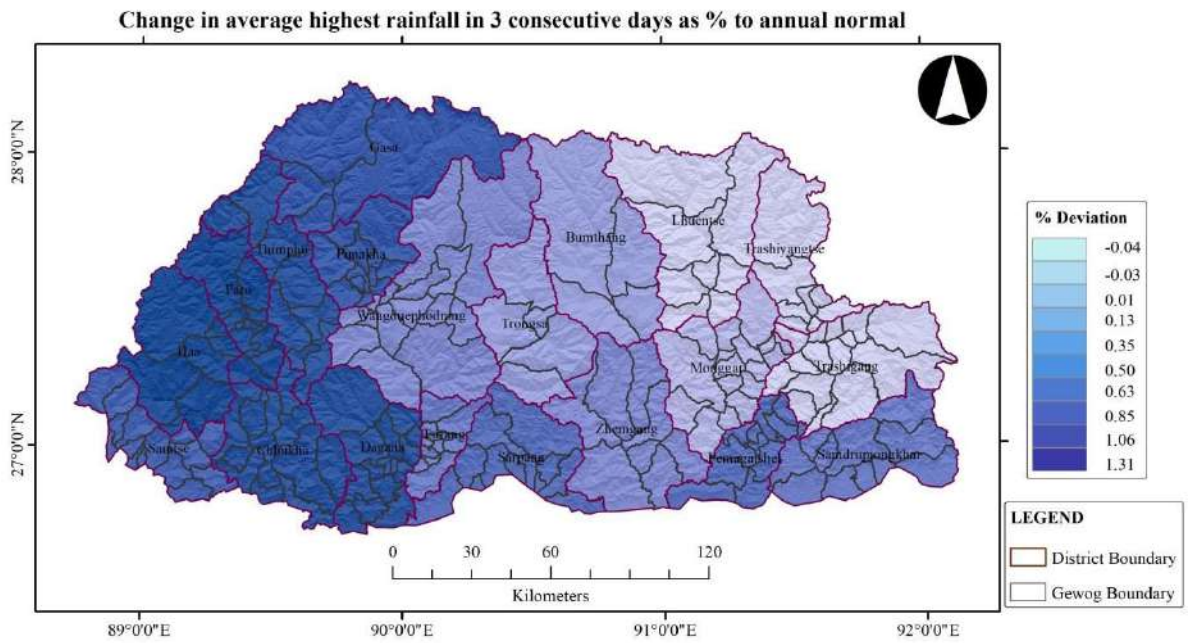 Change in average highest rainfall in 3 consecutive days as % to annual normal
28°0'0"N
27°0'0"N
Gasa
Thimphu
Punakha
Paro
Haa
Wangduephodrang
Bumthang
Lhuentse
Trashiyangtse
Trongsa
Monggar
Trashigang
Samtse
Chhukha
Dagana
Tsirang
Sarpang
Zhemgang
Pemagatshel
Samdrupjongkhar
% Deviation
-0.04
-0.03
0.01
0.13
0.35
0.50
0.63
0.85
1.06
1.31
LEGEND
District Boundary
Gewog Boundary
0 30 60 120
Kilometers
89°0'0"E 90°0'0"E 91°0'0"E 92°0'0"E